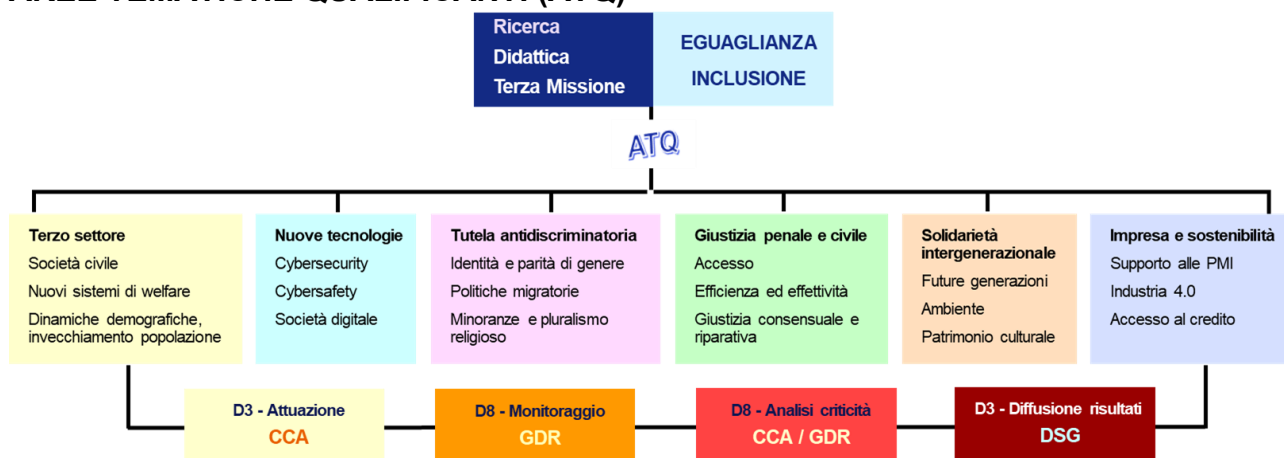 AREE TEMATICHE QUALIFICANTI (ATQ)
Ricerca
Didattica
Terza Missione
EGUAGLIANZA
INCLUSIONE
ATQ
Terzo settore
Società civile
Nuovi sistemi di welfare
Dinamiche demografiche,
invecchiamento popolazione
Nuove tecnologie
Cybersecurity
Cybersafety
Società digitale
Tutela antidiscriminatoria
Identità e parità di genere
Politiche migratorie
Minoranze e pluralismo
religioso
Giustizia penale e civile
Accesso
Efficienza ed effettività
Giustizia consensuale e
riparativa
Solidarietà
intergenerazionale
Future generazioni
Ambiente
Patrimonio culturale
Impresa e sostenibilità
Supporto alle PMI
Industria 4.0
Accesso al credito
D3 - Attuazione
CCA
D8 - Monitoraggio
GDR
D8 - Analisi criticità
CCA / GDR
D3 - Diffusione risultati
DSG